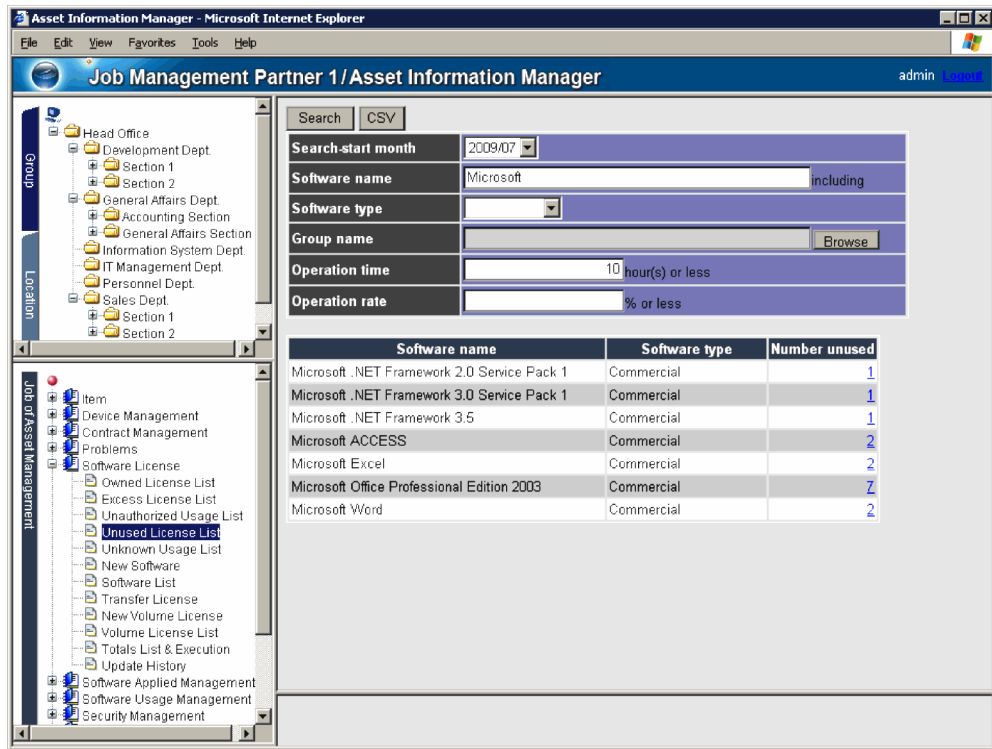 Asset Information Manager - Microsoft Internet Explorer
File Edit View Favorites Tools Help
Job Management Partner 1/Asset Information Manager
admin Logout
Group
Location
Head Office
Development Dept.
Section 1
Section 2
General Affairs Dept.
Accounting Section
General Affairs Section
Information System Dept.
IT Management Dept.
Personnel Dept.
Sales Dept.
Section 1
Section 2
Job of Asset Management
Item
Device Management
Contract Management
Problems
Software License
Owned License List
Excess License List
Unauthorized Usage List
Unused License List
Unknown Usage List
New Software
Software List
Transfer License
New Volume License
Volume License List
Totals List & Execution
Update History
Software Applied Management
Software Usage Management
Security Management
Search CSV
Search-start month 2009/07
Software name Microsoft including
Software type
Group name Browse
Operation time 10 hour(s) or less
Operation rate % or less
Software name Software type Number unused
Microsoft .NET Framework 2.0 Service Pack 1 Commercial 1
Microsoft .NET Framework 3.0 Service Pack 1 Commercial 1
Microsoft .NET Framework 3.5 Commercial 1
Microsoft ACCESS Commercial 2
Microsoft Excel Commercial 2
Microsoft Office Professional Edition 2003 Commercial 7
Microsoft Word Commercial 2